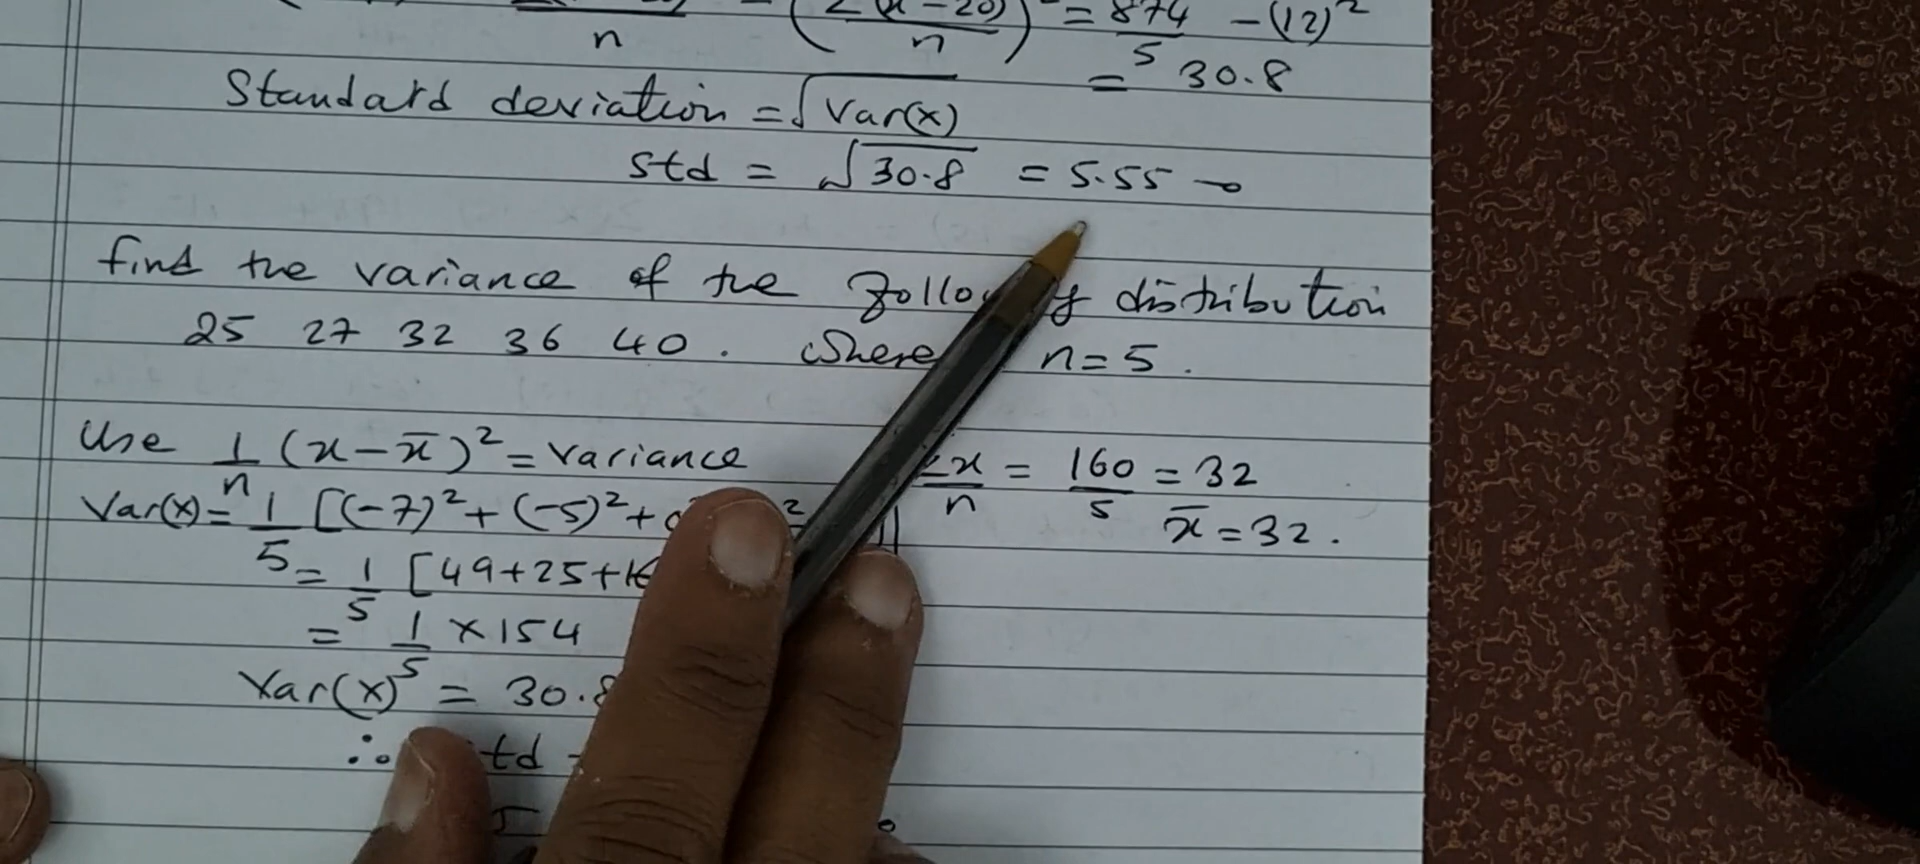 n n = 874/5 - (12)²
= 30.8
Standard deviation = √Var(x)
std = √30.8 = 5.55
find the variance of the distribution
25 27 32 36 40. where n=5.
Use 1/n (x-x̄)² = variance
Σx/n = 160/5 = 32
Var(x) = 1/5 [(-7)² + (-5)² +
x̄ = 32.
= 1/5 [49+25+
= 1/5 × 154
Var(x) = 30.8
∴